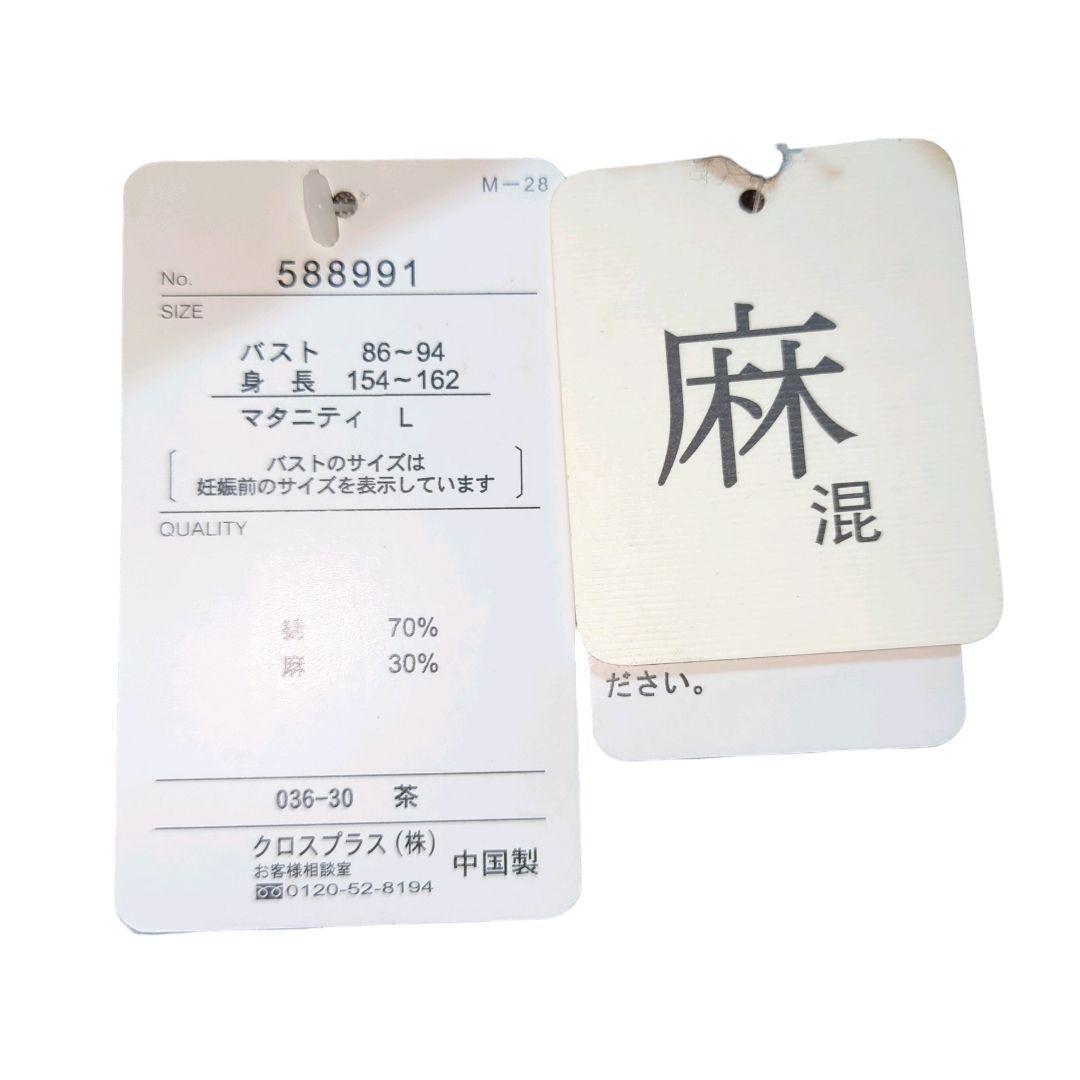 M-28
No. 588991
SIZE
バスト 86~94
身長 154~162
マタニティ L
バストのサイズは
妊娠前のサイズを表示しています
QUALITY
70%
麻 30%
036-30 茶
クロスプラス(株)
お客様相談室
0120-52-8194
中国製
麻
混
ださい。